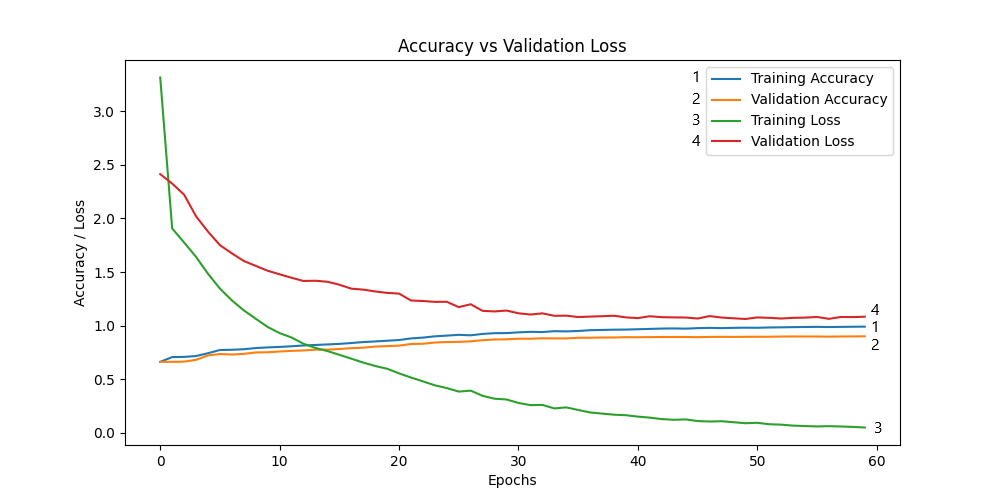 Accuracy vs Validation Loss
1 Training Accuracy
2 Validation Accuracy
3 Training Loss
4 Validation Loss
Accuracy / Loss
3.0
2.5
2.0
1.5
1.0
0.5
0.0
4
1
2
3
0 10 20 30 40 50 60
Epochs